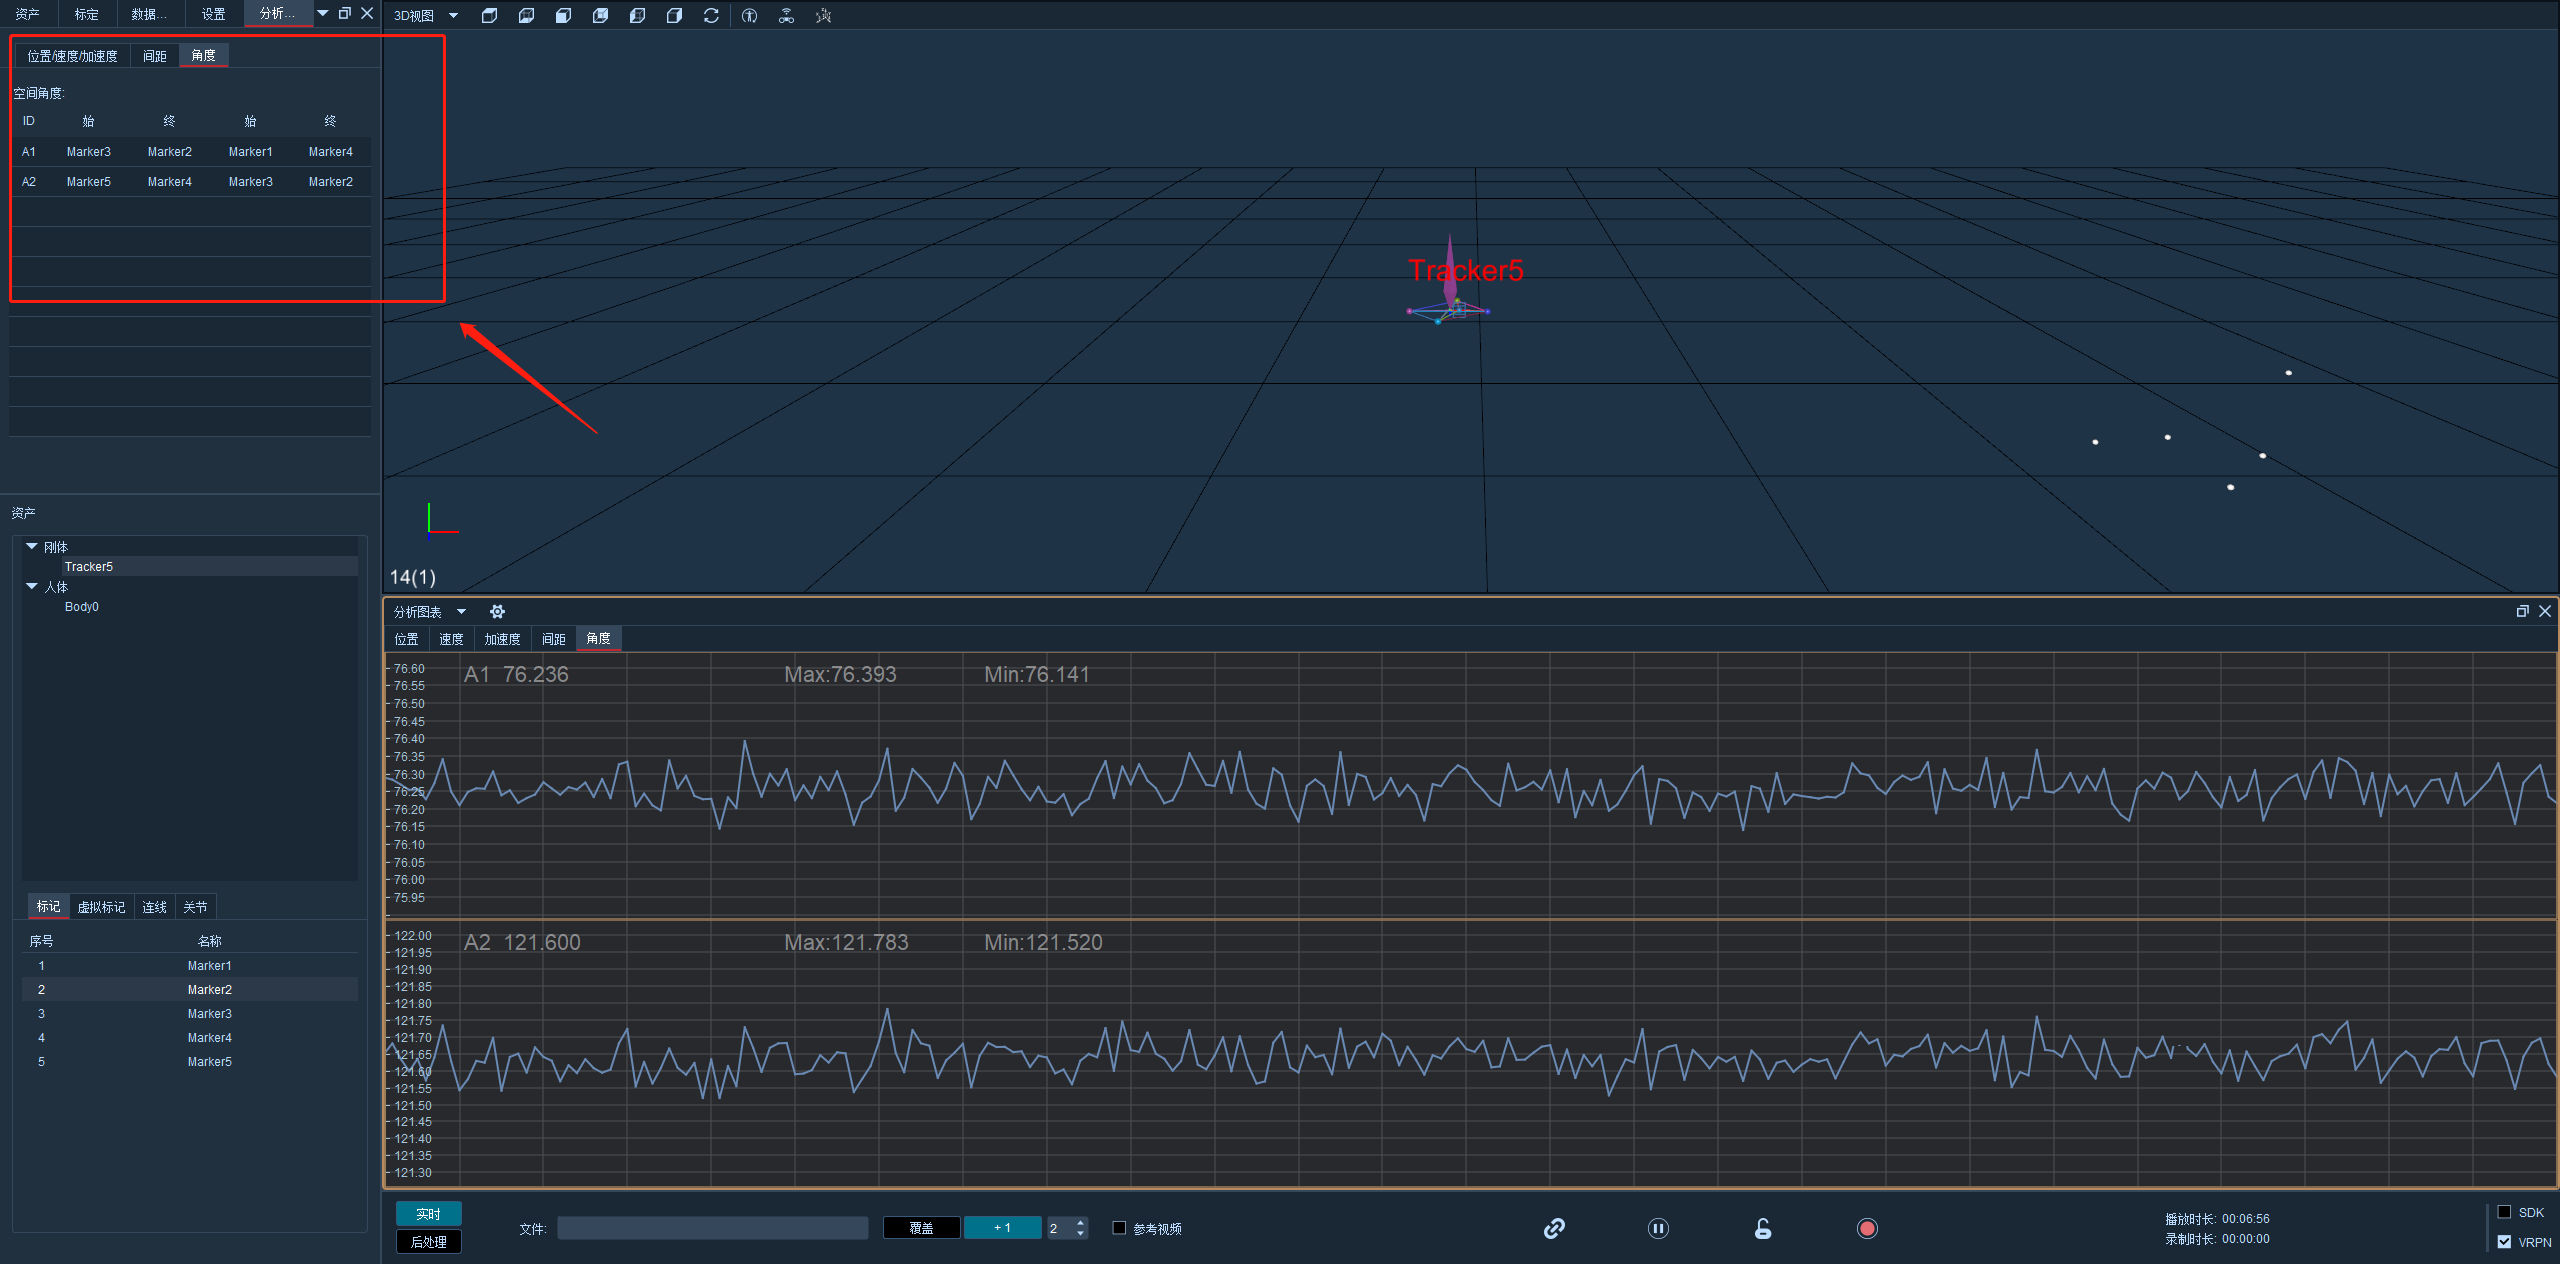 资产 标定 数据... 设置 分析...
位置/速度/加速度 间距 角度
空间角度:
ID 始 终 始 终
A1 Marker3 Marker2 Marker1 Marker4
A2 Marker5 Marker4 Marker3 Marker2
资产
刚体
Tracker5
人体
Body0
标记 虚拟标记 连线 关节
序号 名称
1 Marker1
2 Marker2
3 Marker3
4 Marker4
5 Marker5
3D视图
Tracker5
14(1)
分析图表
位置 速度 加速度 间距 角度
A1 76.236 Max:76.393 Min:76.141
76.60
76.55
76.50
76.45
76.40
76.35
76.30
76.25
76.20
76.15
76.10
76.05
76.00
75.95
A2 121.600 Max:121.783 Min:121.520
122.00
121.95
121.90
121.85
121.80
121.75
121.70
121.65
121.60
121.55
121.50
121.45
121.40
121.35
121.30
实时
后处理
文件: 覆盖 +1 2 参考视频
播放时长: 00:06:56
录制时长: 00:00:00
SDK
VRPN